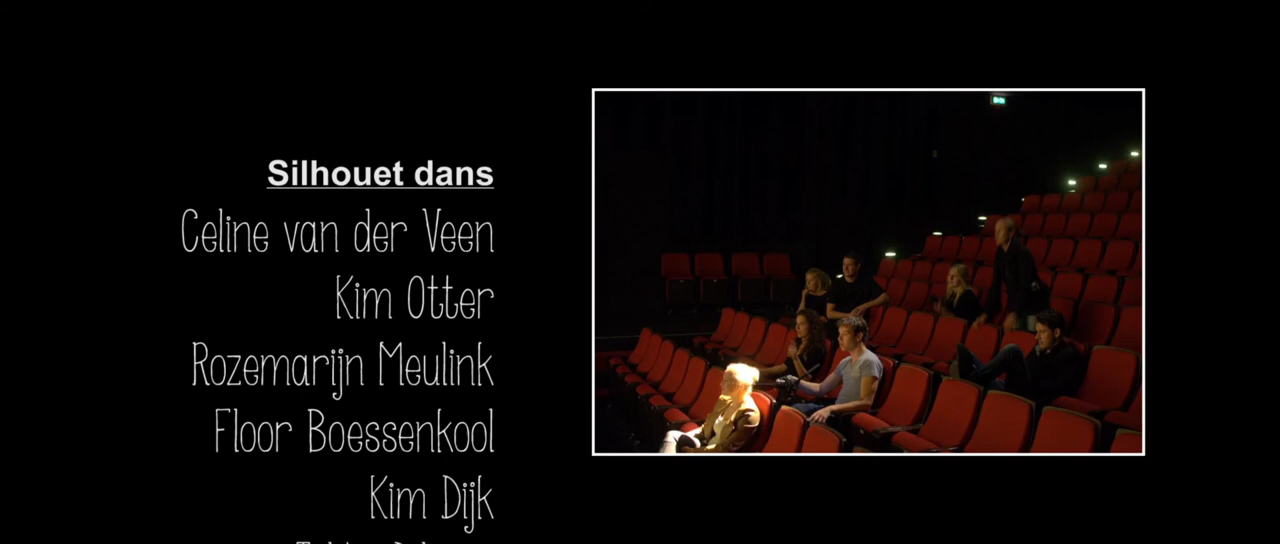 Silhouet dans
Celine van der Veen
Kim Otter
Rozemarijn Meulink
Floor Boessenkool
Kim Dijk